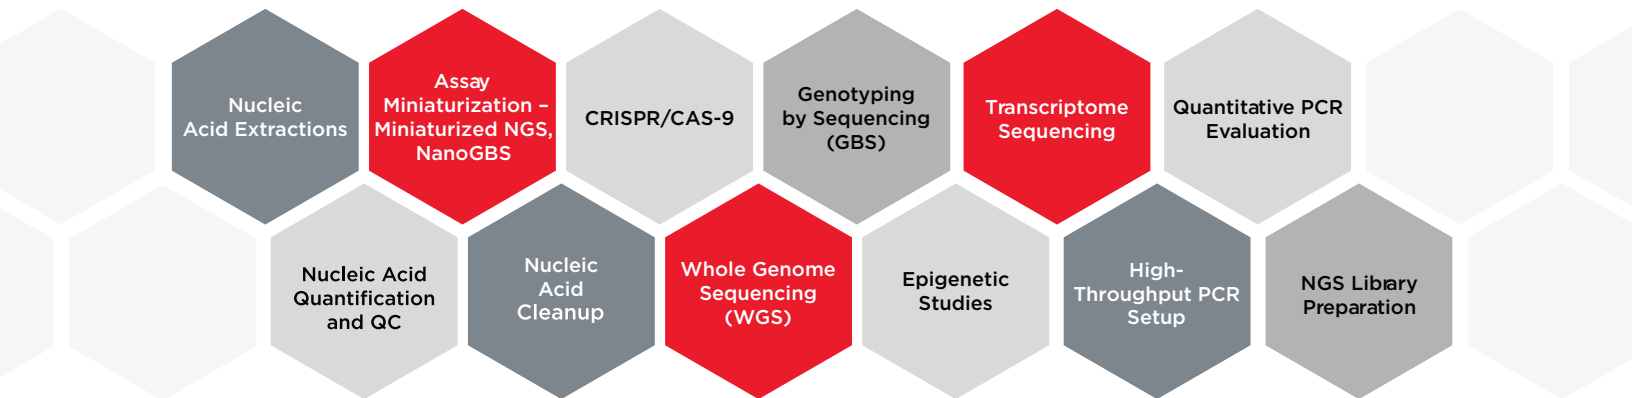 Nucleic
Acid Extractions
Assay
Miniaturization –
Miniaturized NGS,
NanoGBS
CRISPR/CAS-9
Genotyping
by Sequencing
(GBS)
Transcriptome
Sequencing
Quantitative PCR
Evaluation
Nucleic Acid
Quantification
and QC
Nucleic
Acid
Cleanup
Whole Genome
Sequencing
(WGS)
Epigenetic
Studies
High-
Throughput PCR
Setup
NGS Library
Preparation